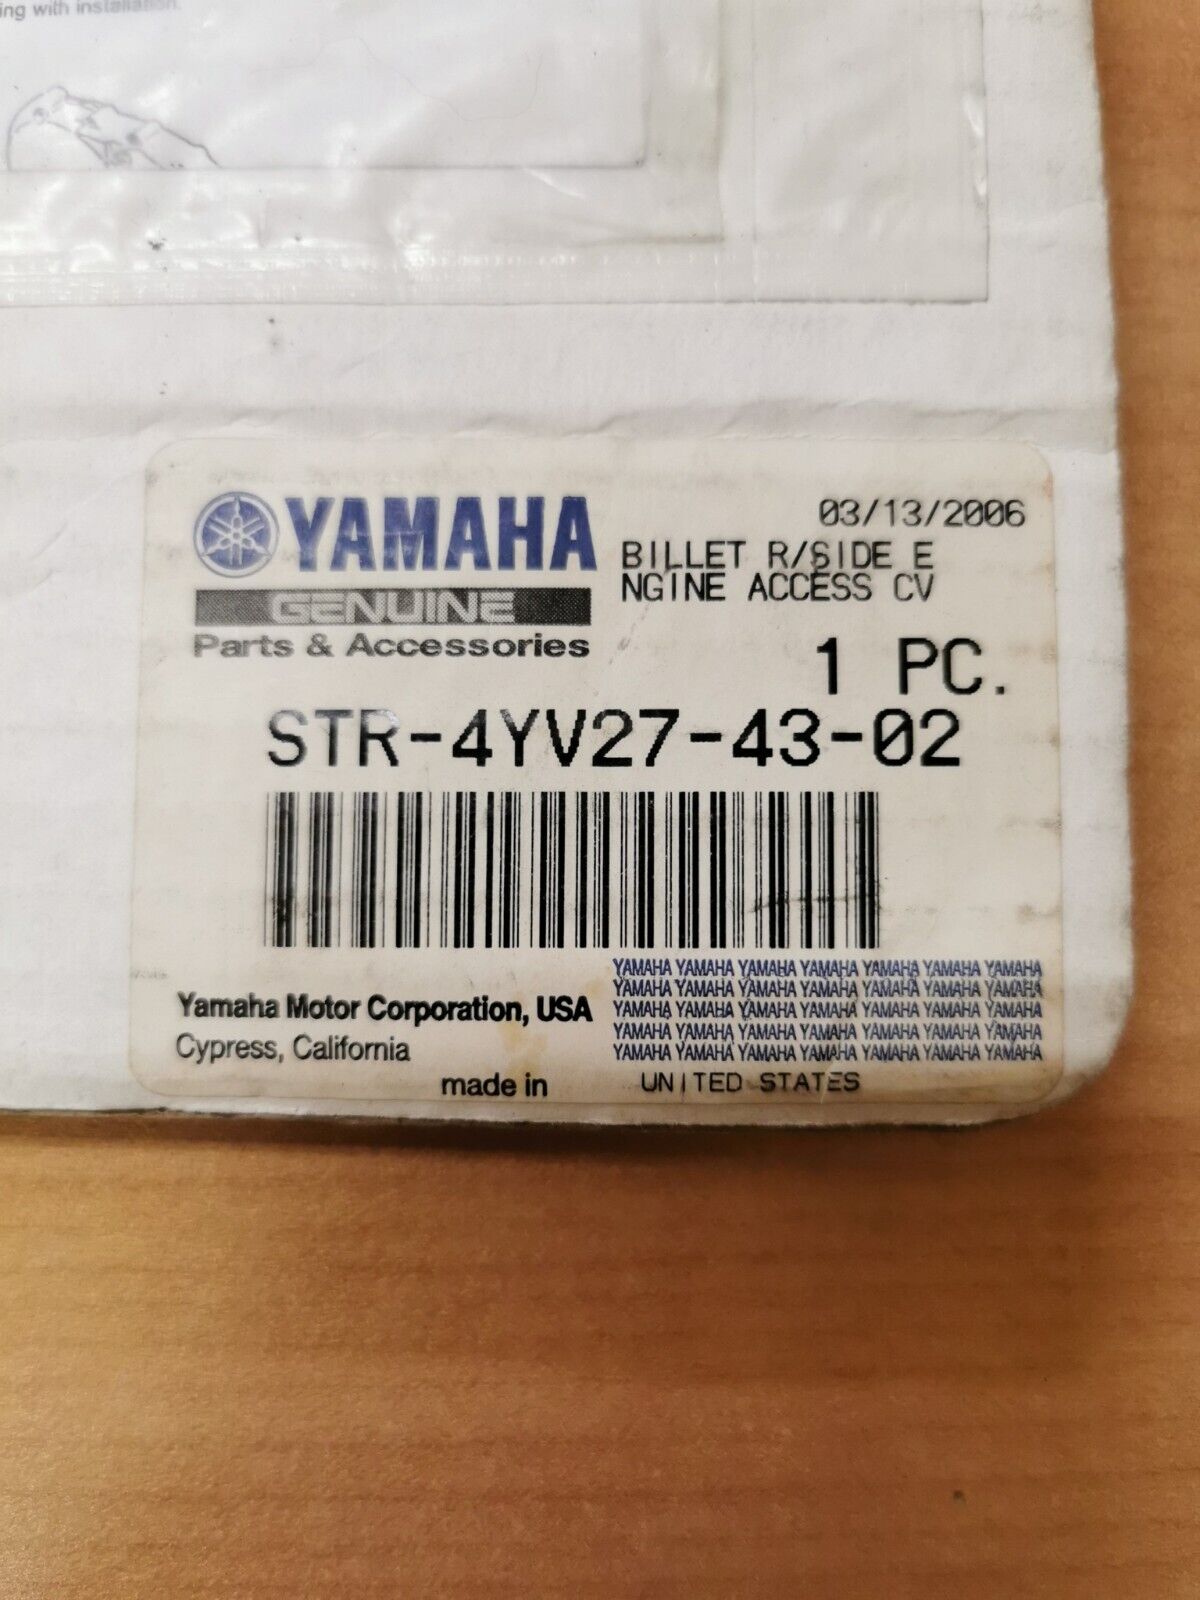 ing with installation.
YAMAHA
GENUINE
Parts & Accessories
03/13/2006
BILLET R/SIDE E
NGINE ACCESS CV
1 PC.
STR-4YV27-43-02
Yamaha Motor Corporation, USA
Cypress, California
YAMAHA YAMAHA YAMAHA YAMAHA YAMAHA YAMAHA YAMAHA
YAMAHA YAMAHA YAMAHA YAMAHA YAMAHA YAMAHA YAMAHA
YAMAHA YAMAHA YAMAHA YAMAHA YAMAHA YAMAHA YAMAHA
YAMAHA YAMAHA YAMAHA YAMAHA YAMAHA YAMAHA YAMAHA
YAMAHA YAMAHA YAMAHA YAMAHA YAMAHA YAMAHA YAMAHA
made in UNITED STATES